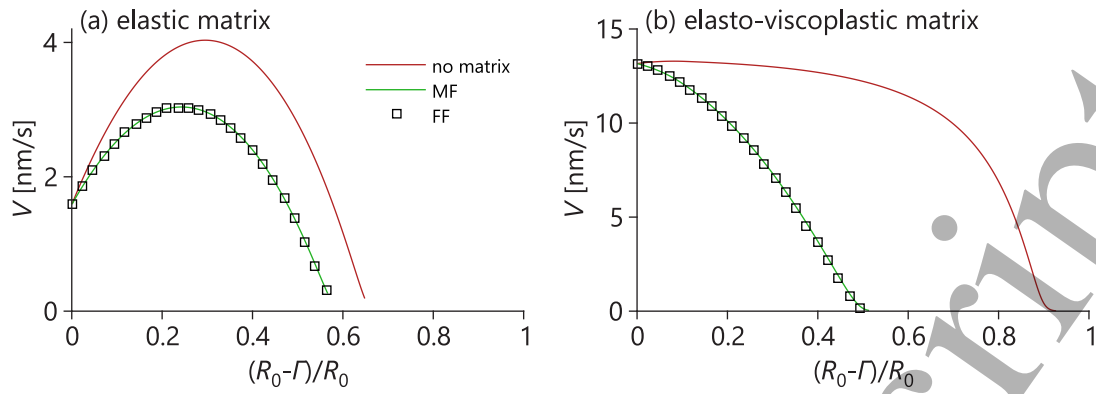 (a) elastic matrix
(b) elasto-viscoplastic matrix
V [nm/s]
4
2
0
no matrix
MF
FF
0
0.2
0.4
0.6
0.8
1
(R0-Γ)/R0
V [nm/s]
15
10
5
0
0
0.2
0.4
0.6
0.8
1
(R0-Γ)/R0